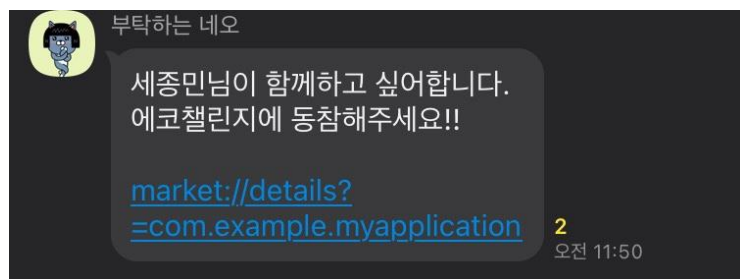 부탁하는 네오
세종민님이 함께하고 싶어합니다.
에코챌린지에 동참해주세요!!
market://details?
=com.example.myapplication
2
오전 11:50